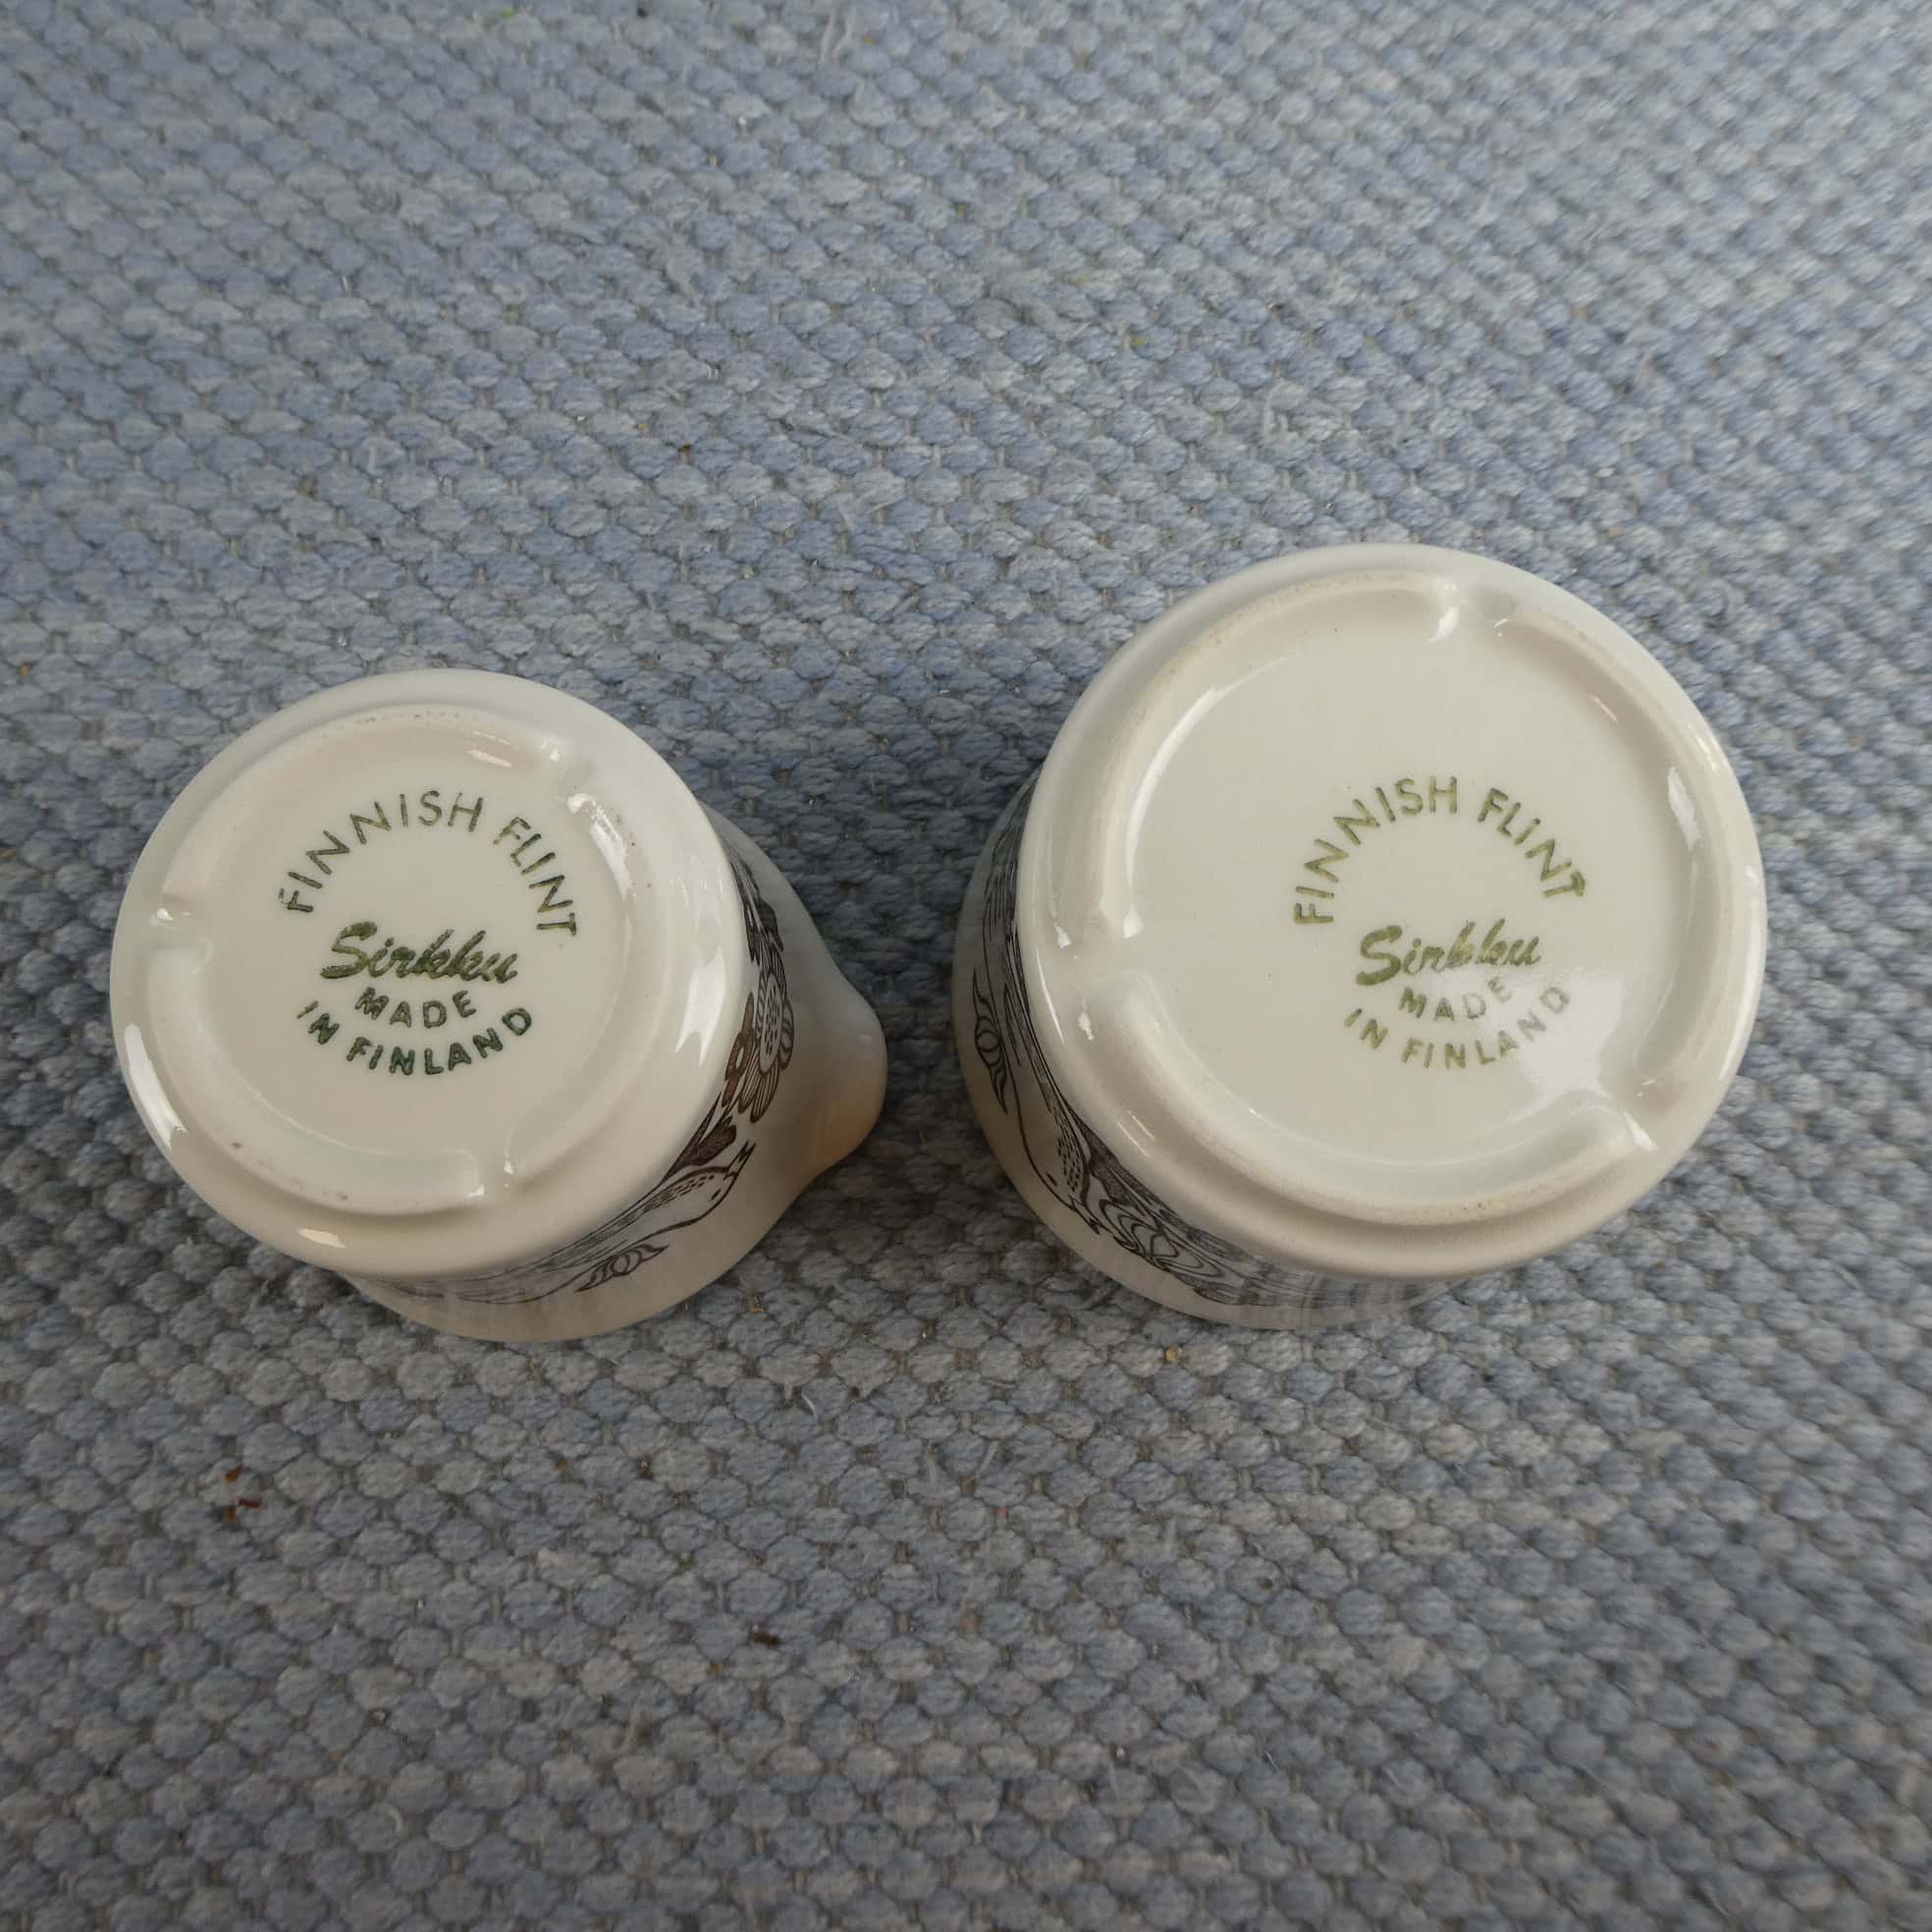 FINNISH FLINT
Sirkku
MADE
IN FINLAND
FINNISH FLINT
Sirkku
MADE
IN FINLAND